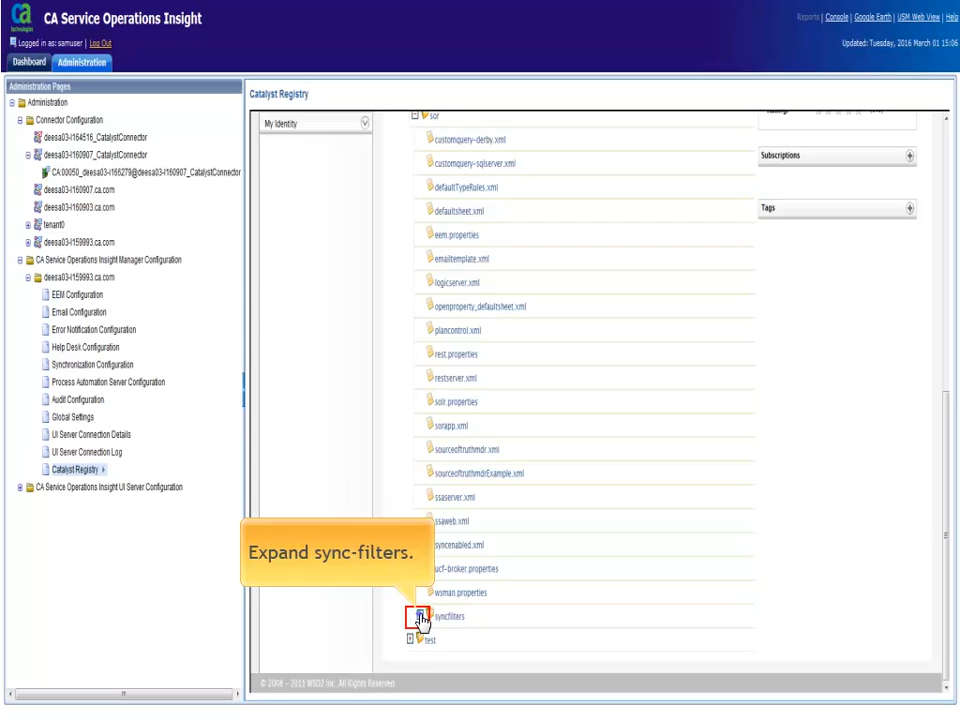 ca
technologies
CA Service Operations Insight
Reports | Console | Google Earth | USM Web View | Help
Logged in as: samuser | Log Out
Updated: Tuesday, 2016 March 01 15:06
Dashboard
Administration
Administration Pages
Administration
Connector Configuration
deesa03-I164516_CatalystConnector
deesa03-I160907_CatalystConnector
CA:00050_deesa03-I166279@deesa03-I160907_CatalystConnector
deesa03-I160907.ca.com
deesa03-I160903.ca.com
tenant0
deesa03-I159993.ca.com
CA Service Operations Insight Manager Configuration
deesa03-I159993.ca.com
EEM Configuration
Email Configuration
Error Notification Configuration
Help Desk Configuration
Synchronization Configuration
Process Automation Server Configuration
Audit Configuration
Global Settings
UI Server Connection Details
UI Server Connection Log
Catalyst Registry
CA Service Operations Insight UI Server Configuration
Catalyst Registry
My Identity
sor
customquery-derby.xml
customquery-sqlserver.xml
defaultTypeRules.xml
defaultsheet.xml
eem.properties
emailtemplate.xml
logicserver.xml
openproperty_defaultsheet.xml
plancontrol.xml
rest.properties
restserver.xml
solr.properties
sorapp.xml
sourceoftruthmdr.xml
sourceoftruthmdrExample.xml
ssaserver.xml
ssaweb.xml
syncenabled.xml
ucf-broker.properties
wsman.properties
syncfilters
test
Subscriptions
Tags
Expand sync-filters.
© 2008 - 2013 WSO2 Inc. All Rights Reserved